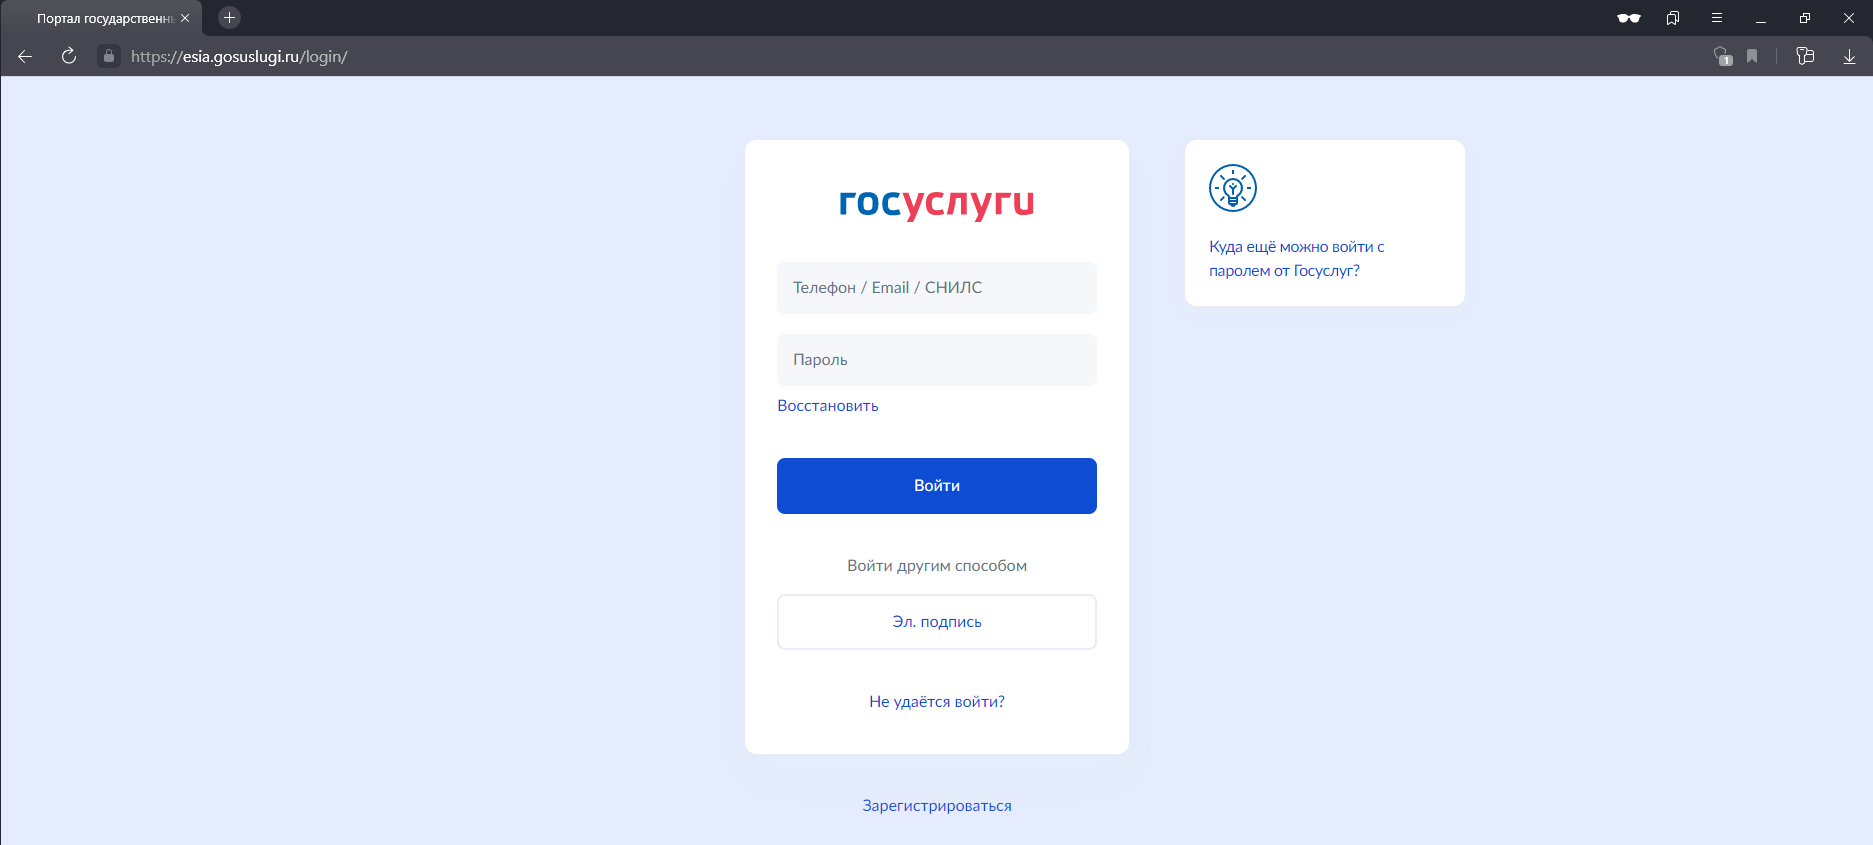 Портал государственн
https://esia.gosuslugi.ru/login/
1
госуслуги
Телефон / Email / СНИЛС
Пароль
Восстановить
Войти
Войти другим способом
Эл. подпись
Не удаётся войти?
Зарегистрироваться
Куда ещё можно войти с
паролем от Госуслуг?